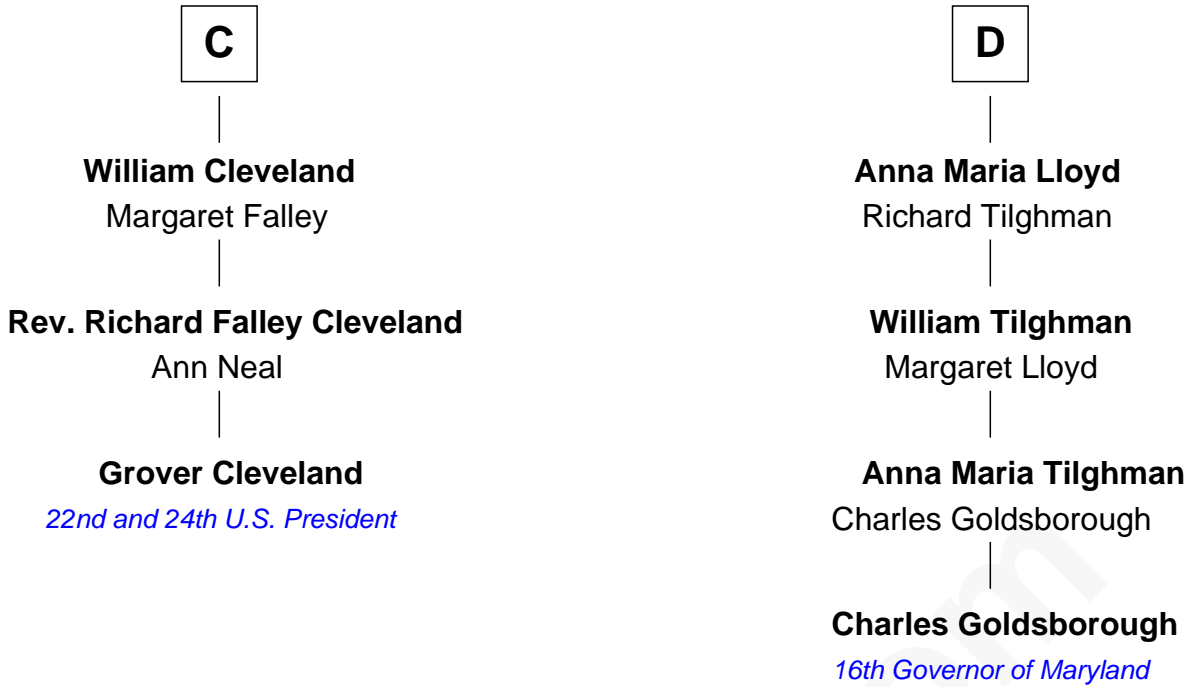 C
William Cleveland
Margaret Falley
Rev. Richard Falley Cleveland
Ann Neal
Grover Cleveland
22nd and 24th U.S. President
D
Anna Maria Lloyd
Richard Tilghman
William Tilghman
Margaret Lloyd
Anna Maria Tilghman
Charles Goldsborough
Charles Goldsborough
16th Governor of Maryland